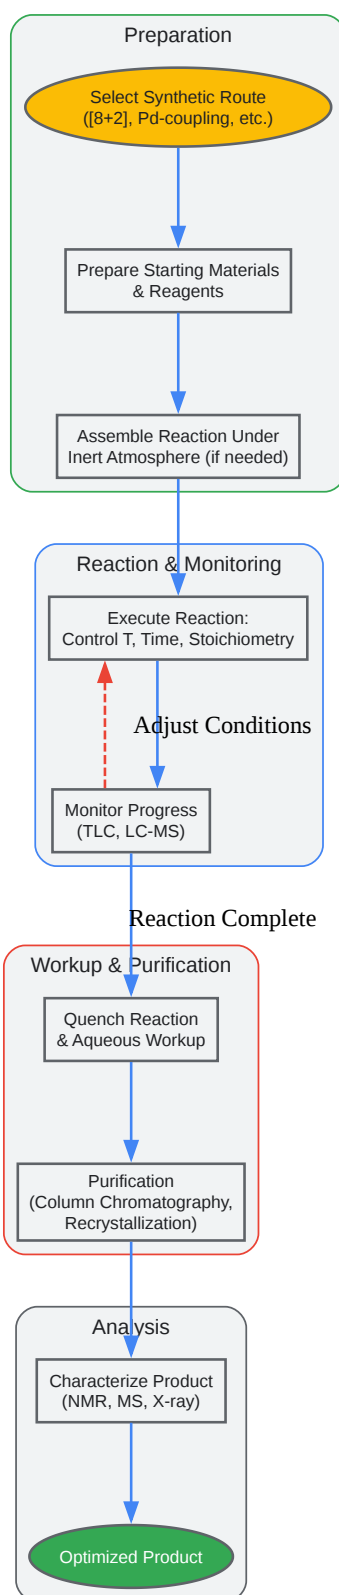 Preparation
Select Synthetic Route
([8+2], Pd-coupling, etc.)
Prepare Starting Materials
& Reagents
Assemble Reaction Under
Inert Atmosphere (if needed)
Reaction & Monitoring
Execute Reaction:
Control T, Time, Stoichiometry
Adjust Conditions
Monitor Progress
(TLC, LC-MS)
Reaction Complete
Workup & Purification
Quench Reaction
& Aqueous Workup
Purification
(Column Chromatography,
Recrystallization)
Analysis
Characterize Product
(NMR, MS, X-ray)
Optimized Product